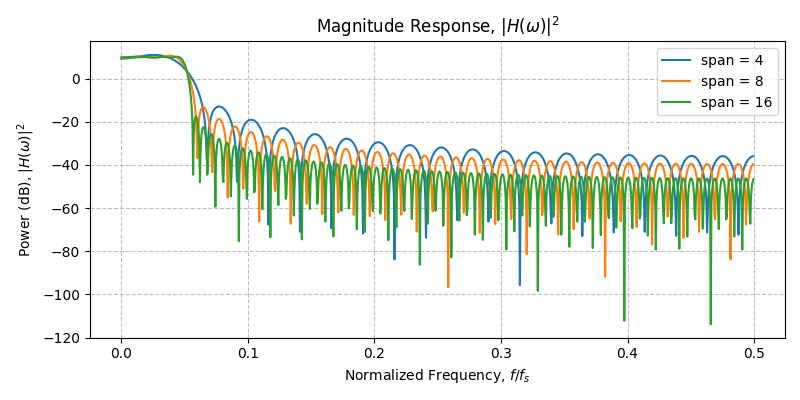 Magnitude Response, |H(ω)|²
span = 4
span = 8
span = 16
Power (dB), |H(ω)|²
0
−20
−40
−60
−80
−100
−120
0.0 0.1 0.2 0.3 0.4 0.5
Normalized Frequency, f/fₛ